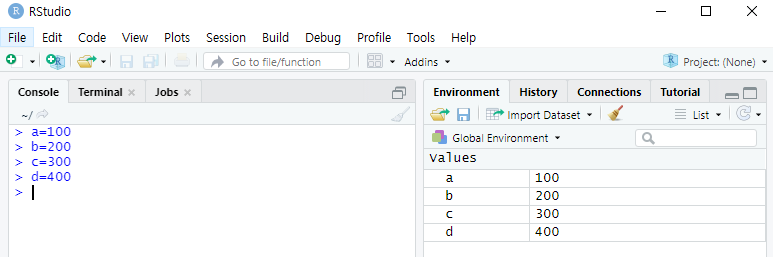 RStudio
File Edit Code View Plots Session Build Debug Profile Tools Help
Go to file/function Addins Project: (None)
Console Terminal Jobs
~/
> a=100
> b=200
> c=300
> d=400
>
Environment History Connections Tutorial
Import Dataset List
Global Environment
Values
a 100
b 200
c 300
d 400